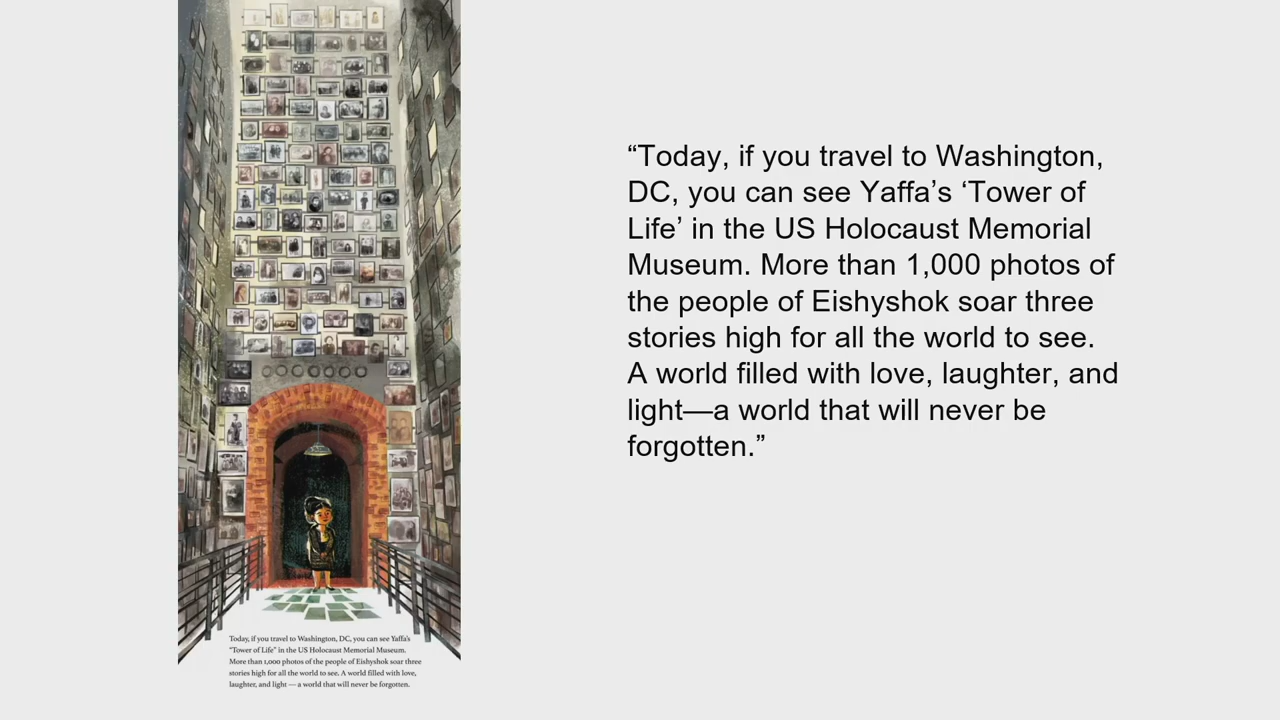 “Today, if you travel to Washington,
DC, you can see Yaffa’s ‘Tower of
Life’ in the US Holocaust Memorial
Museum. More than 1,000 photos of
the people of Eishyshok soar three
stories high for all the world to see.
A world filled with love, laughter, and
light—a world that will never be
forgotten.”
Today, if you travel to Washington, DC, you can see Yaffa's
"Tower of Life" in the US Holocaust Memorial Museum.
More than 1,000 photos of the people of Eishyshok soar three
stories high for all the world to see. A world filled with love,
laughter, and light — a world that will never be forgotten.